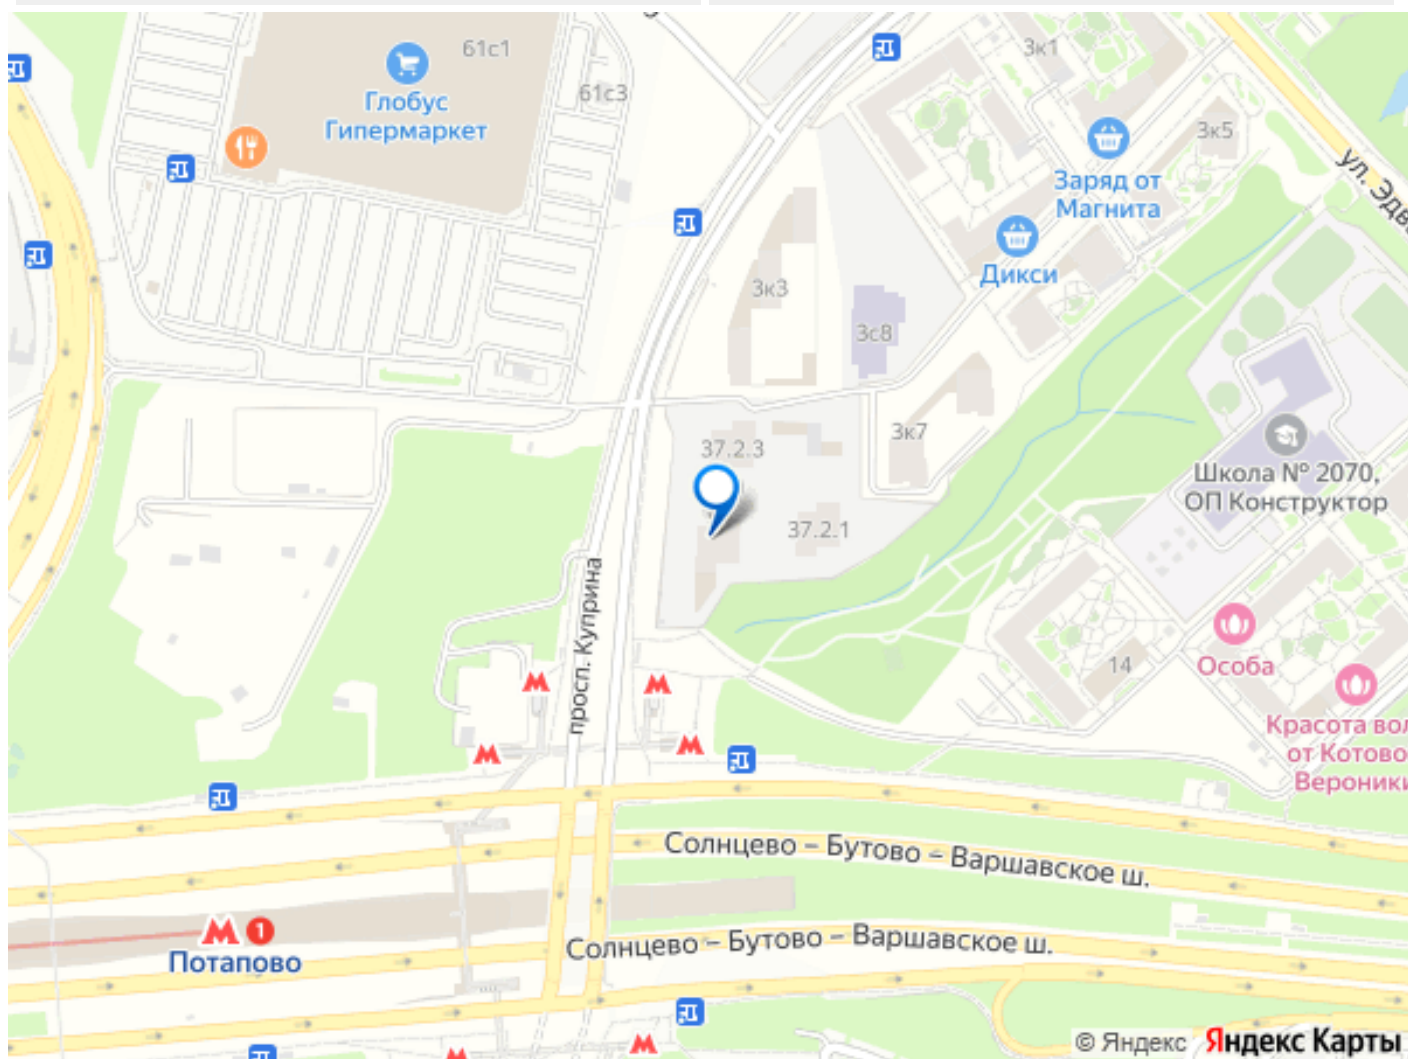 61с1
3к1
Глобус
Гипермаркет
61с3
3к5
Заряд от
Магнита
ул. Эдва
Дикси
3к3
3с8
37.2.3
3к7
Школа № 2070,
ОП Конструктор
37.2.1
просп. Куприна
14
Особа
Красота вол
от Котово
Вероники
Солнцево – Бутово – Варшавское ш.
М 1
Потапово
Солнцево – Бутово – Варшавское ш.
© Яндекс Яндекс Карты